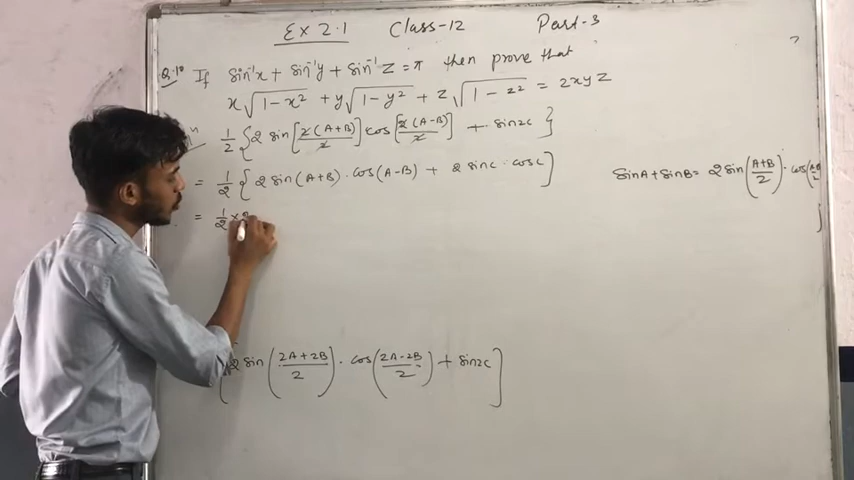 Ex 2.1 Class-12 Part-3
Q.10 If sin⁻¹x + sin⁻¹y + sin⁻¹z = π then prove that
x√(1-x²) + y√(1-y²) + z√(1-z²) = 2xyz
1/2 {2 sin[2(A+B)/2] cos[2(A-B)/2] + sin2c}
= 1/2 {2 sin(A+B) · cos(A-B) + 2 sinc · cosc]
sinA + sinB = 2 sin(A+B/2) · cos(A-B/2
= 1/2 × 2
2 sin(2A+2B/2) · cos(2A-2B/2) + sin2c]